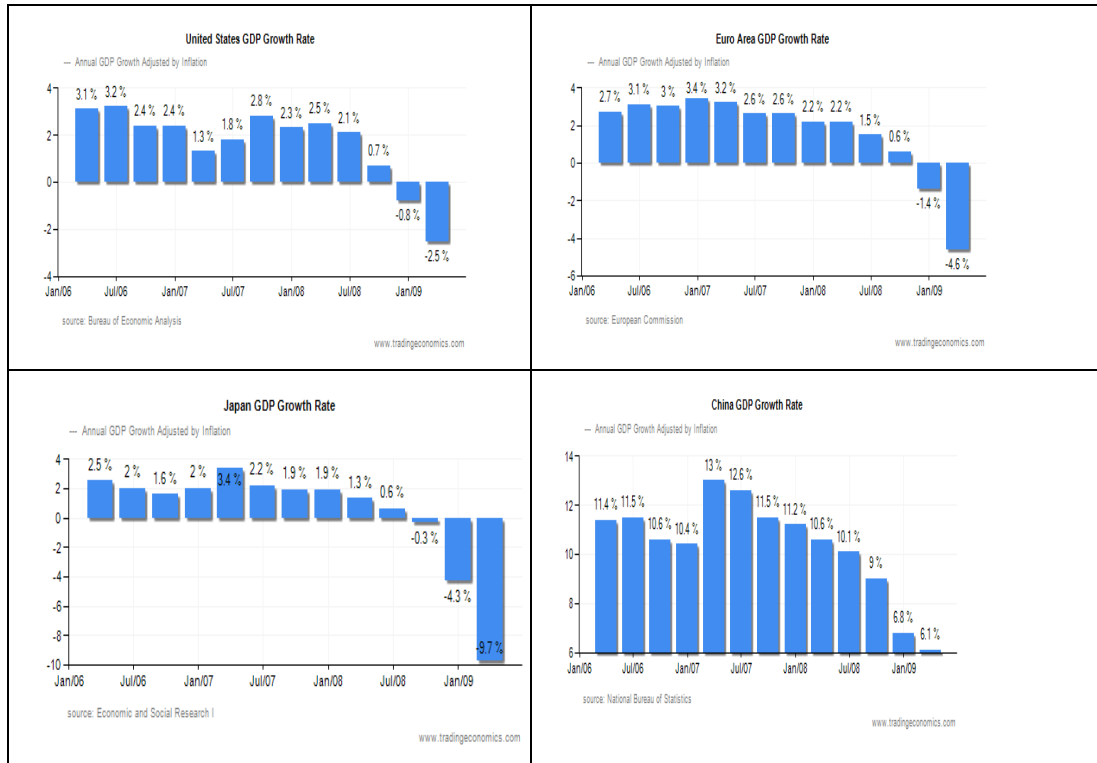 United States GDP Growth Rate
— Annual GDP Growth Adjusted by Inflation
4
2
0
-2
-4
3.1 % 3.2 % 2.4 % 2.4 % 1.3 % 1.8 % 2.8 % 2.3 % 2.5 % 2.1 % 0.7 % -0.8 % -2.5 %
Jan/06 Jul/06 Jan/07 Jul/07 Jan/08 Jul/08 Jan/09
source: Bureau of Economic Analysis
www.tradingeconomics.com
Euro Area GDP Growth Rate
— Annual GDP Growth Adjusted by Inflation
4
2
0
-2
-4
-6
2.7 % 3.1 % 3 % 3.4 % 3.2 % 2.6 % 2.6 % 2.2 % 2.2 % 1.5 % 0.6 % -1.4 % -4.6 %
Jan/06 Jul/06 Jan/07 Jul/07 Jan/08 Jul/08 Jan/09
source: European Commission
www.tradingeconomics.com
Japan GDP Growth Rate
— Annual GDP Growth Adjusted by Inflation
4
2
0
-2
-4
-6
-8
-10
2.5 % 2 % 1.6 % 2 % 3.4 % 2.2 % 1.9 % 1.9 % 1.3 % 0.6 % -0.3 % -4.3 % -9.7 %
Jan/06 Jul/06 Jan/07 Jul/07 Jan/08 Jul/08 Jan/09
source: Economic and Social Research I
www.tradingeconomics.com
China GDP Growth Rate
— Annual GDP Growth Adjusted by Inflation
14
12
10
8
6
11.4 % 11.5 % 10.6 % 10.4 % 13 % 12.6 % 11.5 % 11.2 % 10.6 % 10.1 % 9 % 6.8 % 6.1 %
Jan/06 Jul/06 Jan/07 Jul/07 Jan/08 Jul/08 Jan/09
source: National Bureau of Statistics
www.tradingeconomics.com